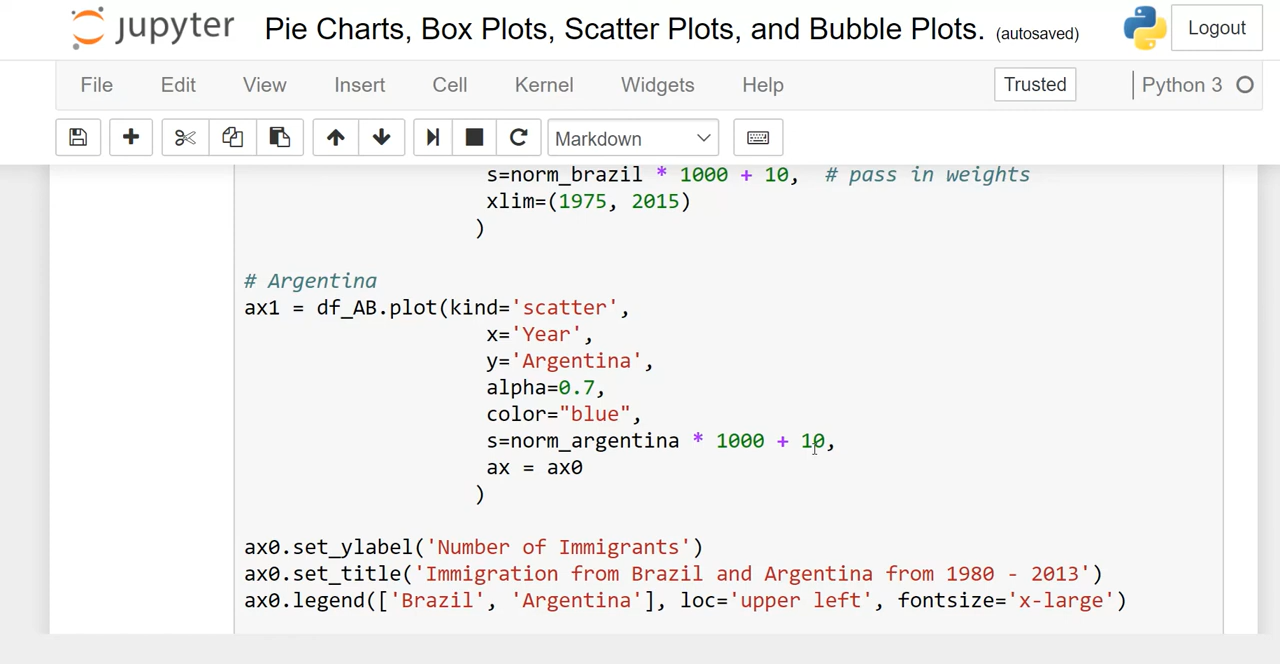 jupyter Pie Charts, Box Plots, Scatter Plots, and Bubble Plots. (autosaved) Logout
File Edit View Insert Cell Kernel Widgets Help Trusted Python 3
Markdown
s=norm_brazil * 1000 + 10,  # pass in weights
xlim=(1975, 2015)
)
# Argentina
ax1 = df_AB.plot(kind='scatter',
x='Year',
y='Argentina',
alpha=0.7,
color="blue",
s=norm_argentina * 1000 + 10,
ax = ax0
)
ax0.set_ylabel('Number of Immigrants')
ax0.set_title('Immigration from Brazil and Argentina from 1980 - 2013')
ax0.legend(['Brazil', 'Argentina'], loc='upper left', fontsize='x-large')